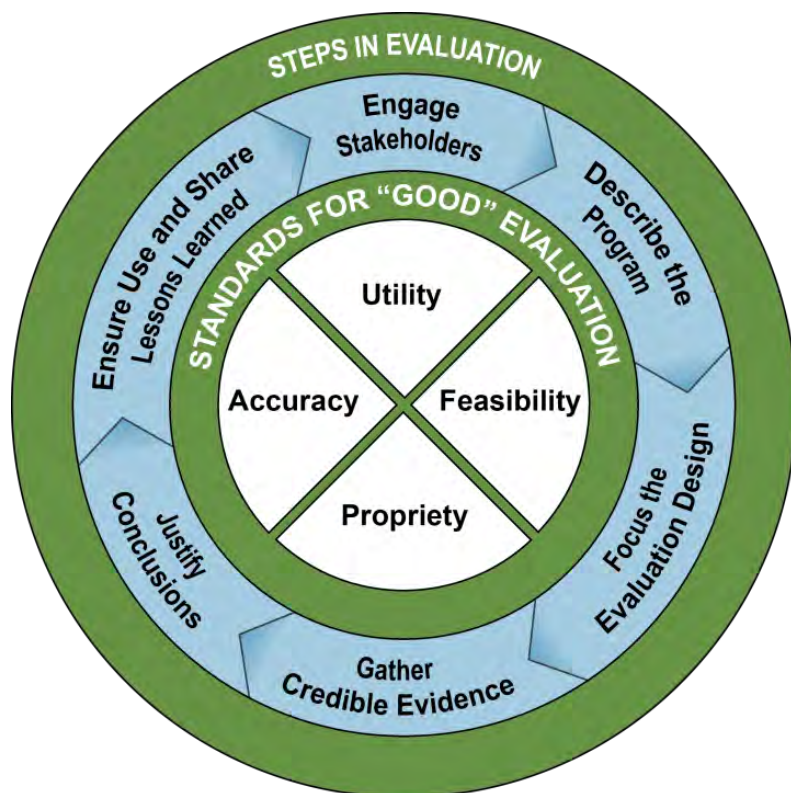 STEPS IN EVALUATION
Engage
Stakeholders
Describe the
Program
Focus the
Evaluation Design
Gather
Credible Evidence
Justify
Conclusions
Ensure Use and Share
Lessons Learned
STANDARDS FOR “GOOD” EVALUATION
Utility
Accuracy
Feasibility
Propriety